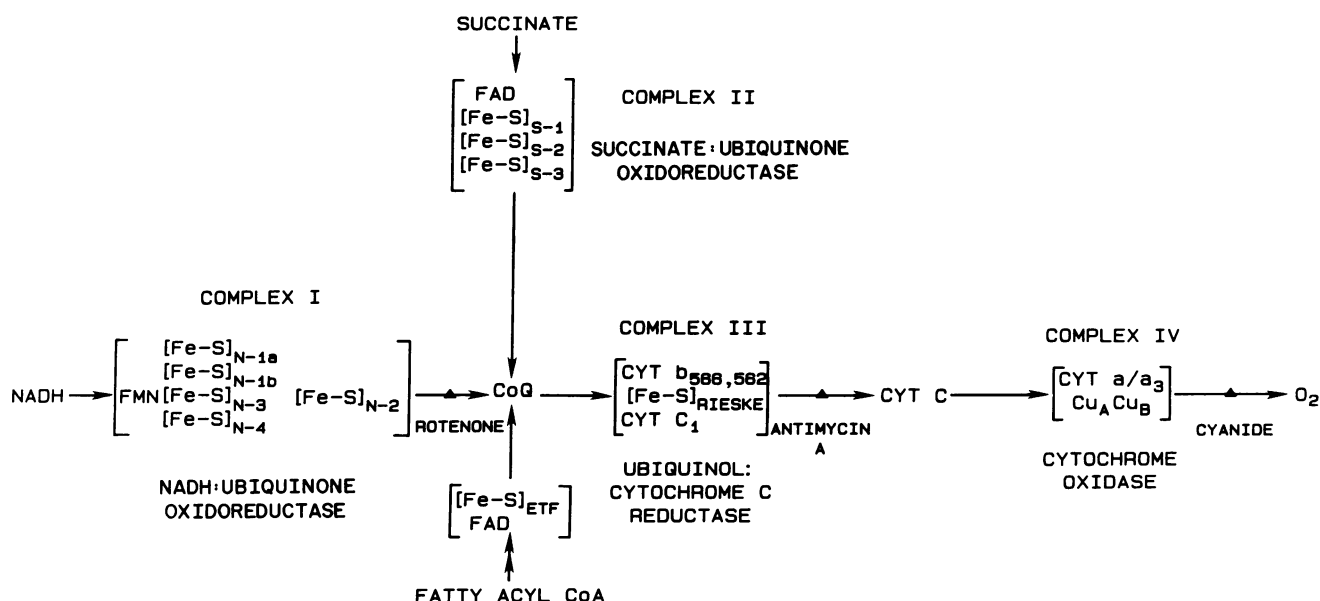 SUCCINATE
FAD
[Fe-S]S-1
[Fe-S]S-2
[Fe-S]S-3
COMPLEX II
SUCCINATE:UBIQUINONE
OXIDOREDUCTASE
COMPLEX I
NADH
FMN
[Fe-S]N-1a
[Fe-S]N-1b
[Fe-S]N-3
[Fe-S]N-4
[Fe-S]N-2
ROTENONE
NADH:UBIQUINONE
OXIDOREDUCTASE
CoQ
COMPLEX III
CYT b566,562
[Fe-S]RIESKE
CYT C1
ANTIMYCIN
A
UBIQUINOL:
CYTOCHROME C
REDUCTASE
CYT C
COMPLEX IV
CYT a/a3
CuACuB
CYANIDE
O2
CYTOCHROME
OXIDASE
[Fe-S]ETF
FAD
FATTY ACYL CoA